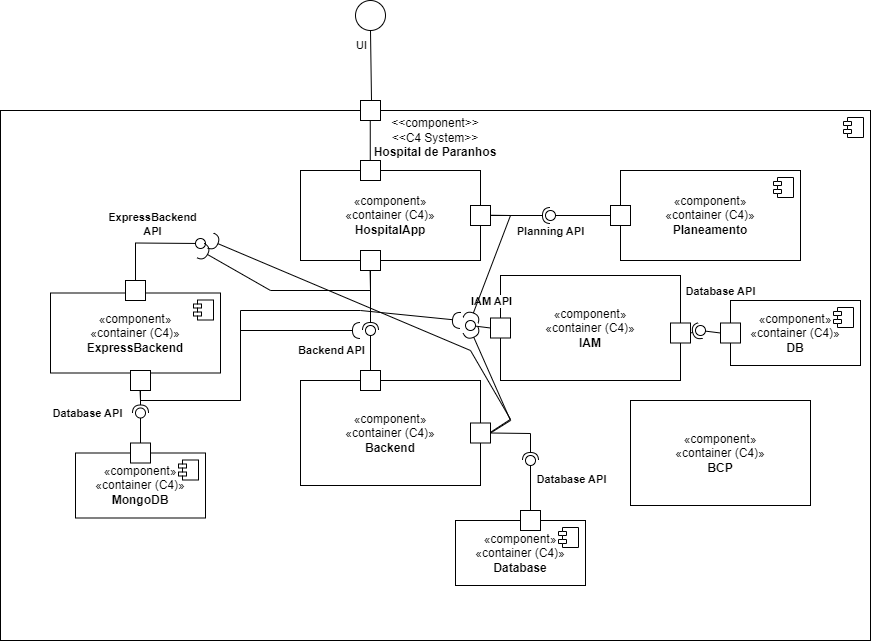 UI
<<component>>
<<C4 System>>
Hospital de Paranhos
«component»
«container (C4)»
HospitalApp
«component»
«container (C4)»
Planeamento
Planning API
ExpressBackend
API
«component»
«container (C4)»
ExpressBackend
IAM API
«component»
«container (C4)»
IAM
Database API
«component»
«container (C4)»
DB
Backend API
Database API
«component»
«container (C4)»
Backend
«component»
«container (C4)»
BCP
«component»
«container (C4)»
MongoDB
Database API
«component»
«container (C4)»
Database